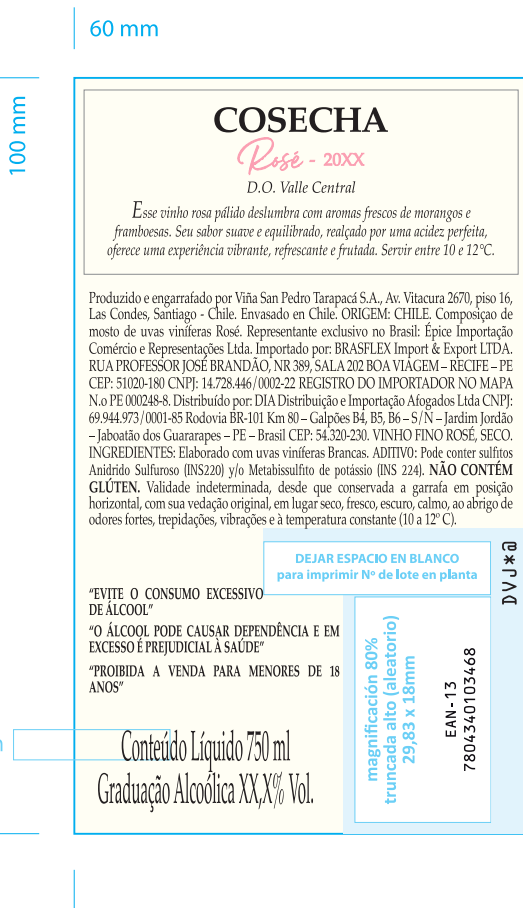 60 mm
100 mm
COSECHA
Rosé - 20XX
D.O. Valle Central
Esse vinho rosa pálido deslumbra com aromas frescos de morangos e
framboesas. Seu sabor suave e equilibrado, realçado por uma acidez perfeita,
oferece uma experiência vibrante, refrescante e frutada. Servir entre 10 e 12°C.
Produzido e engarrafado por Viña San Pedro Tarapacá S.A., Av. Vitacura 2670, piso 16,
Las Condes, Santiago - Chile. Envasado en Chile. ORIGEM: CHILE. Composiçao de
mosto de uvas viníferas Rosé. Representante exclusivo no Brasil: Épice Importação
Comércio e Representações Ltda. Importado por: BRASFLEX Import & Export LTDA.
RUA PROFESSOR JOSÉ BRANDÃO, NR 389, SALA 202 BOA VIAGEM – RECIFE – PE
CEP: 51020-180 CNPJ: 14.728.446/0002-22 REGISTRO DO IMPORTADOR NO MAPA
N.o PE 000248-8. Distribuído por: DIA Distribuição e Importação Afogados Ltda CNPJ:
69.944.973/0001-85 Rodovia BR-101 Km 80 – Galpões B4, B5, B6 – S/N – Jardim Jordão
– Jaboatão dos Guararapes – PE – Brasil CEP: 54.320-230. VINHO FINO ROSÉ, SECO.
INGREDIENTES: Elaborado com uvas viníferas Brancas. ADITIVO: Pode conter sulfitos
Anidrido Sulfuroso (INS220) y/o Metabissulfito de potássio (INS 224). NÃO CONTÉM
GLÚTEN. Validade indeterminada, desde que conservada a garrafa em posição
horizontal, com sua vedação original, em lugar seco, fresco, escuro, calmo, ao abrigo de
odores fortes, trepidações, vibrações e à temperatura constante (10 a 12º C).
DEJAR ESPACIO EN BLANCO
para imprimir Nº de lote en planta
DVJ*@
"EVITE O CONSUMO EXCESSIVO
DE ÁLCOOL"
"O ÁLCOOL PODE CAUSAR DEPENDÊNCIA E EM
EXCESSO É PREJUDICIAL À SAÚDE"
"PROIBIDA A VENDA PARA MENORES DE 18
ANOS"
magnificación 80%
truncada alto (aleatorio)
29,83 x 18mm
EAN-13
7804340103468
Conteúdo Líquido 750 ml
Graduação Alcoólica XX,X% Vol.